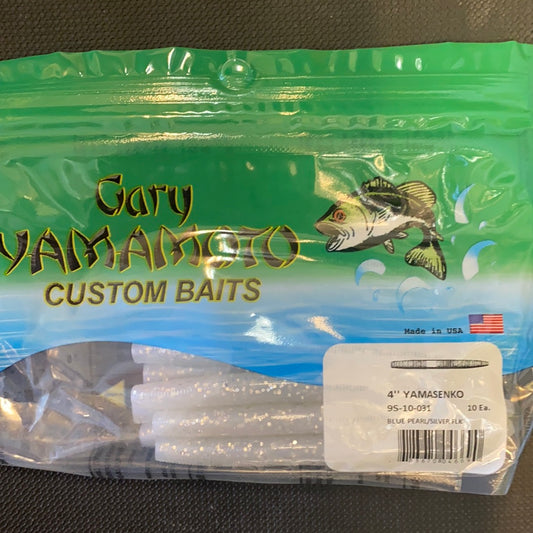 Gary
YAMAMOTO
CUSTOM BAITS
Made in USA
4'' YAMASENKO
9S-10-031 10 Ea.
BLUE PEARL/SILVER FLK